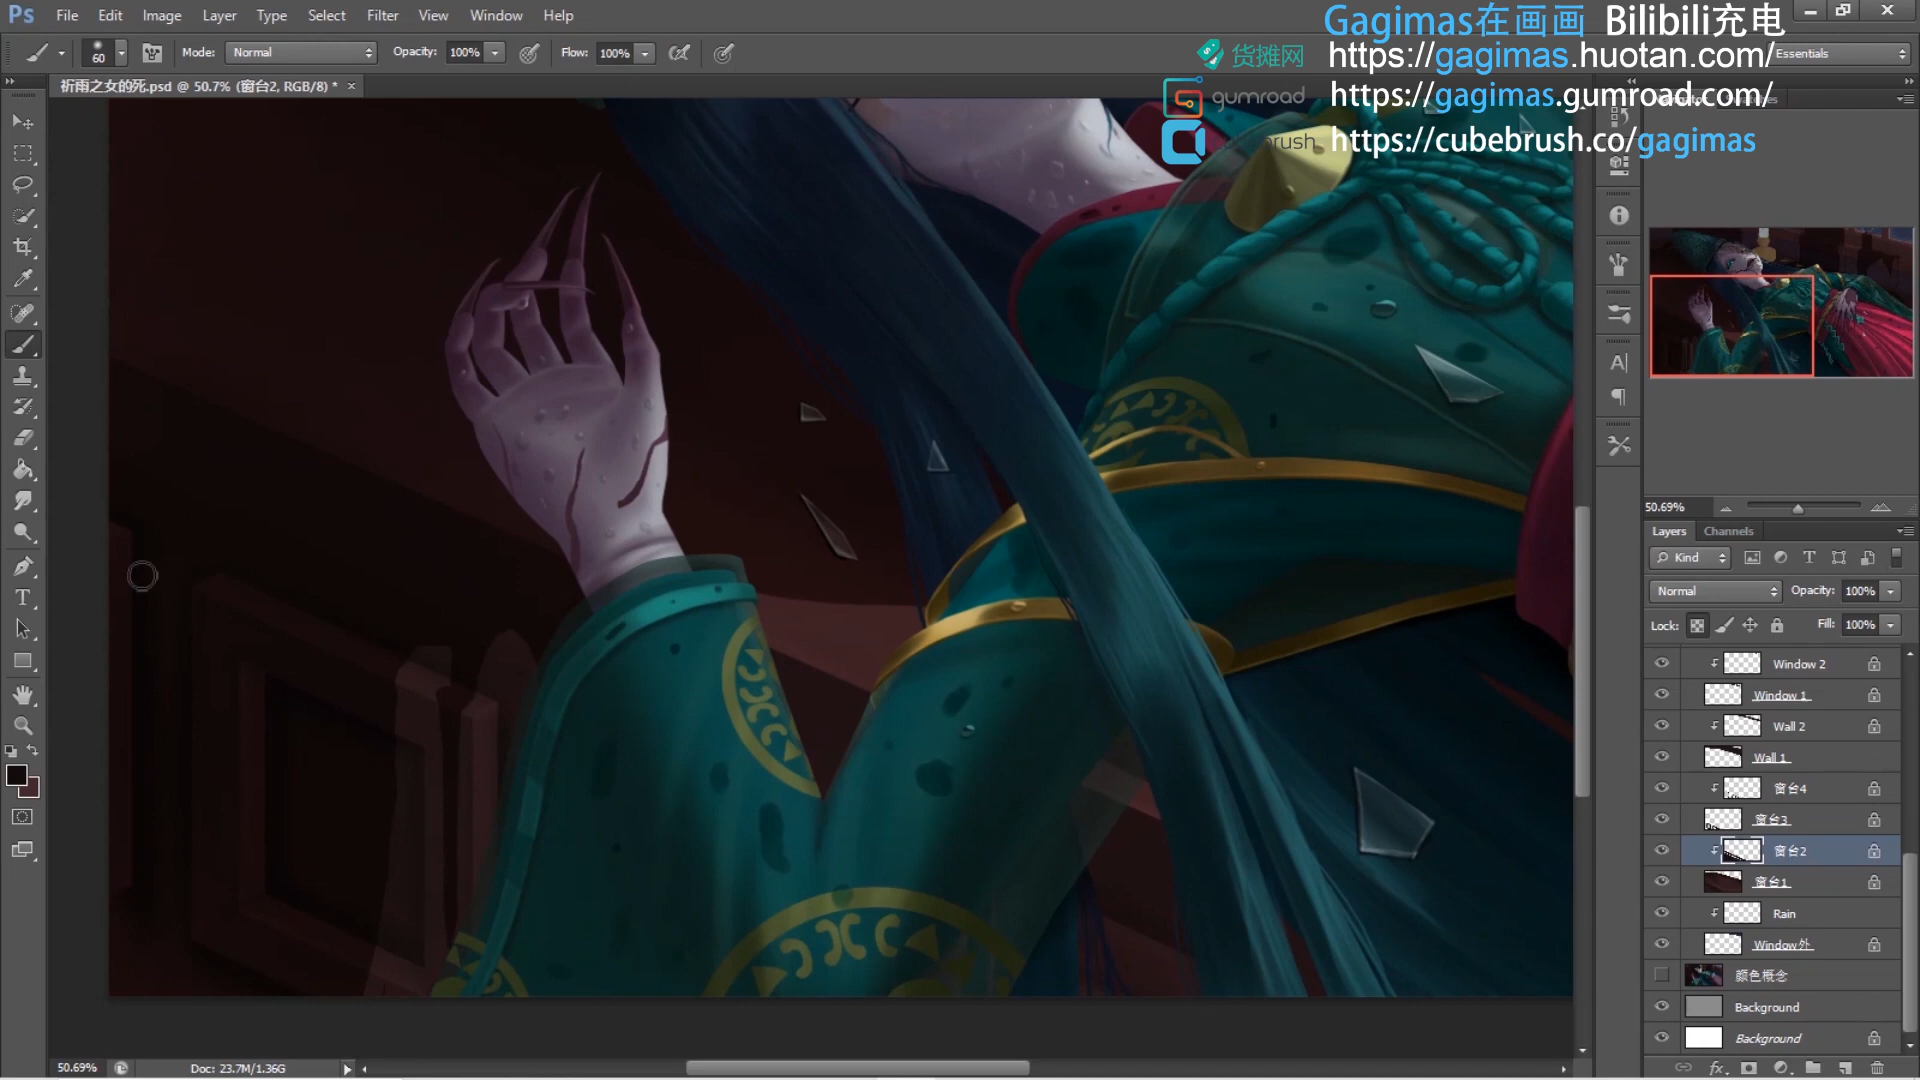 Ps File Edit Image Layer Type Select Filter View Window Help
Gagimas在画画 Bilibili充电
60 Mode: Normal Opacity: 100% Flow: 100%
货摊网 https://gagimas.huotan.com/
Essentials
祈雨之女的死.psd @ 50.7% (窗台2, RGB/8) * ×
gumroad https://gagimas.gumroad.com/
brush https://cubebrush.co/gagimas
50.69%
Layers Channels
Kind
Normal Opacity: 100%
Lock: Fill: 100%
Window 2
Window 1
Wall 2
Wall 1
窗台4
窗台3
窗台2
窗台1
Rain
Window外
颜色概念
Background
Background
50.69% Doc: 23.7M/1.36G